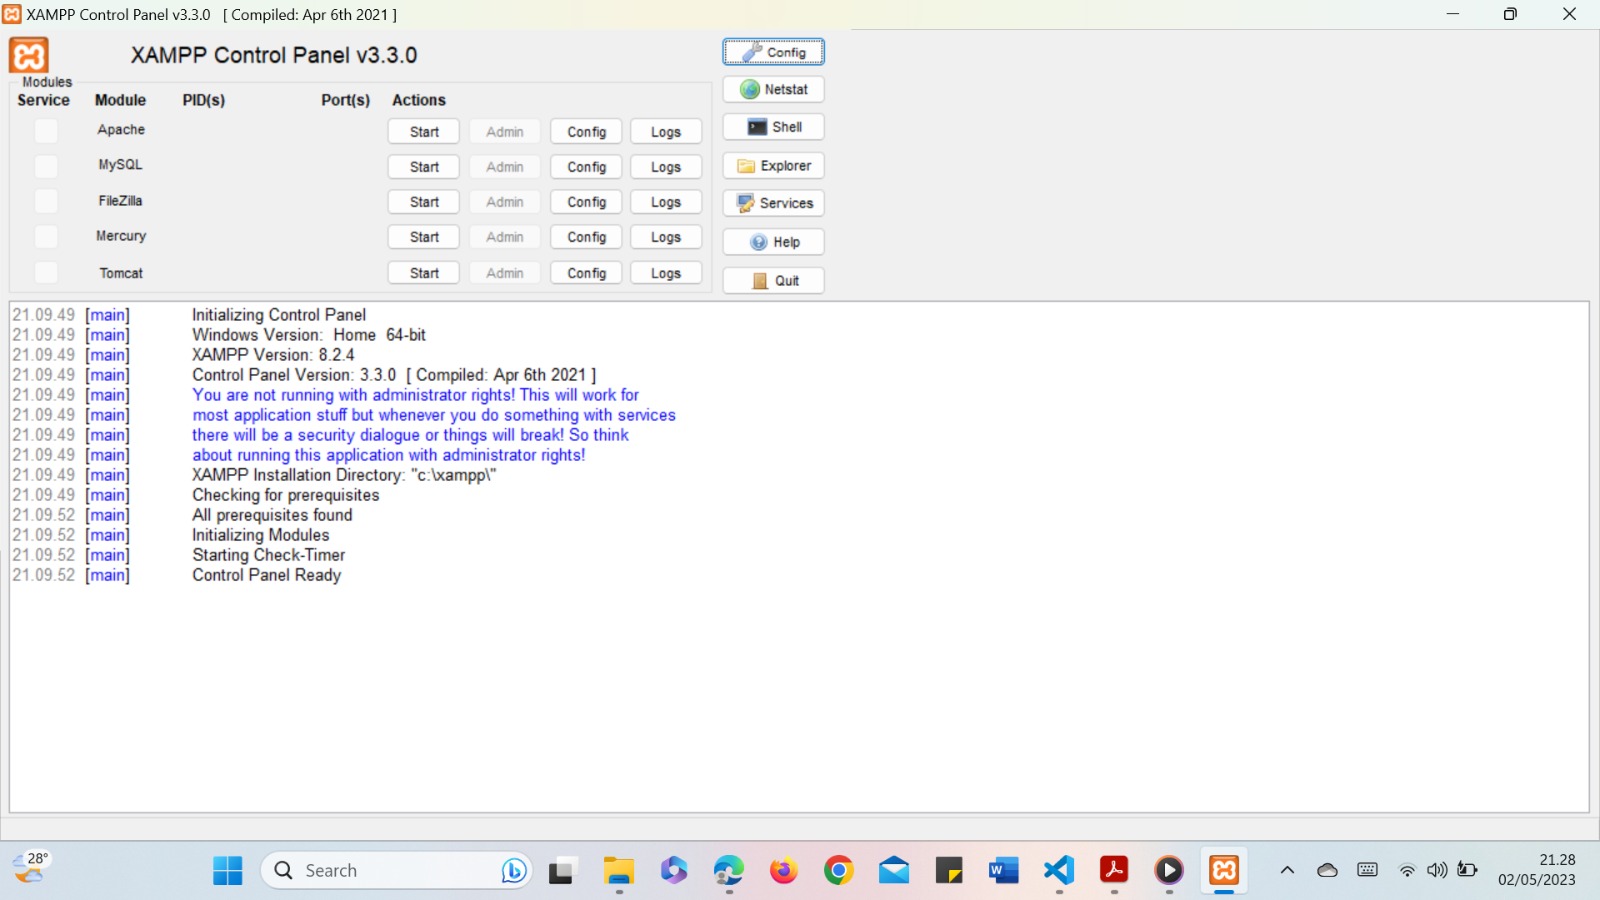 XAMPP Control Panel v3.3.0 [ Compiled: Apr 6th 2021 ]
XAMPP Control Panel v3.3.0
Config
Modules
Service Module PID(s) Port(s) Actions
Netstat
Apache Start Admin Config Logs
Shell
MySQL Start Admin Config Logs
Explorer
FileZilla Start Admin Config Logs
Services
Mercury Start Admin Config Logs
Help
Tomcat Start Admin Config Logs
Quit
21.09.49 [main] Initializing Control Panel
21.09.49 [main] Windows Version: Home 64-bit
21.09.49 [main] XAMPP Version: 8.2.4
21.09.49 [main] Control Panel Version: 3.3.0 [ Compiled: Apr 6th 2021 ]
21.09.49 [main] You are not running with administrator rights! This will work for
21.09.49 [main] most application stuff but whenever you do something with services
21.09.49 [main] there will be a security dialogue or things will break! So think
21.09.49 [main] about running this application with administrator rights!
21.09.49 [main] XAMPP Installation Directory: "c:\xampp\"
21.09.49 [main] Checking for prerequisites
21.09.52 [main] All prerequisites found
21.09.52 [main] Initializing Modules
21.09.52 [main] Starting Check-Timer
21.09.52 [main] Control Panel Ready
28°
Search
21.28
02/05/2023